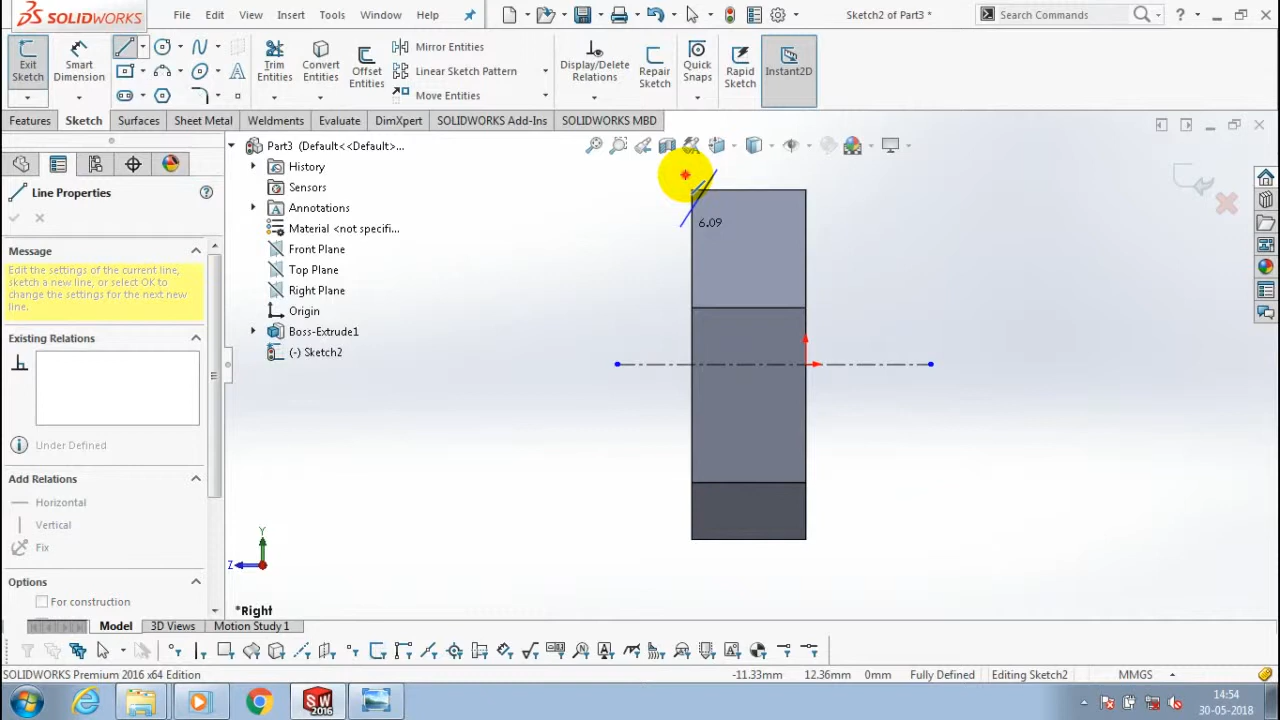 SOLIDWORKS File Edit View Insert Tools Window Help Sketch2 of Part3 * Search Commands
Exit Sketch
Smart Dimension
Trim Entities
Convert Entities
Offset Entities
Mirror Entities
Linear Sketch Pattern
Move Entities
Display/Delete Relations
Repair Sketch
Quick Snaps
Rapid Sketch
Instant2D
Features Sketch Surfaces Sheet Metal Weldments Evaluate DimXpert SOLIDWORKS Add-Ins SOLIDWORKS MBD
Line Properties
Message
Edit the settings of the current line, sketch a new line, or select OK to change the settings for the next new line.
Existing Relations
Under Defined
Add Relations
Horizontal
Vertical
Fix
Options
For construction
Part3 (Default<<Default>...
History
Sensors
Annotations
Material <not specifi...
Front Plane
Top Plane
Right Plane
Origin
Boss-Extrude1
(-) Sketch2
6.09
Y
Z
*Right
Model 3D Views Motion Study 1
SOLIDWORKS Premium 2016 x64 Edition -11.33mm 12.36mm 0mm Fully Defined Editing Sketch2 MMGS
SW
2016
14:54
30-05-2018